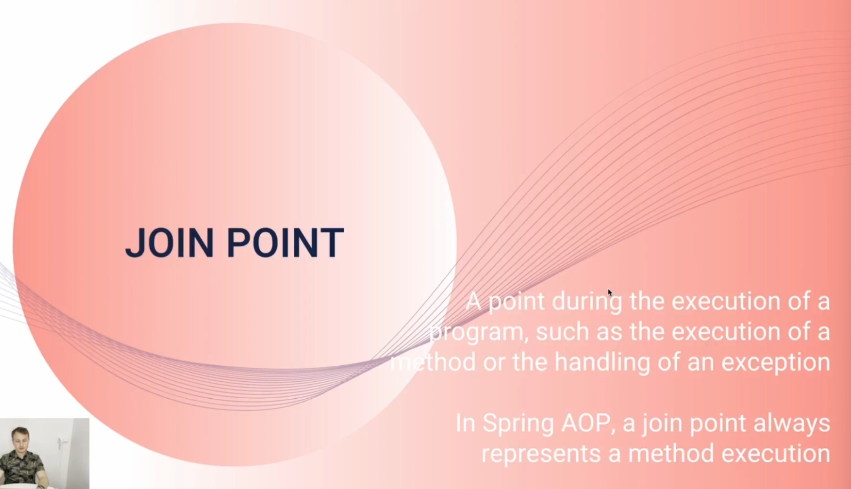 JOIN POINT
A point during the execution of a
program, such as the execution of a
method or the handling of an exception
In Spring AOP, a join point always
represents a method execution